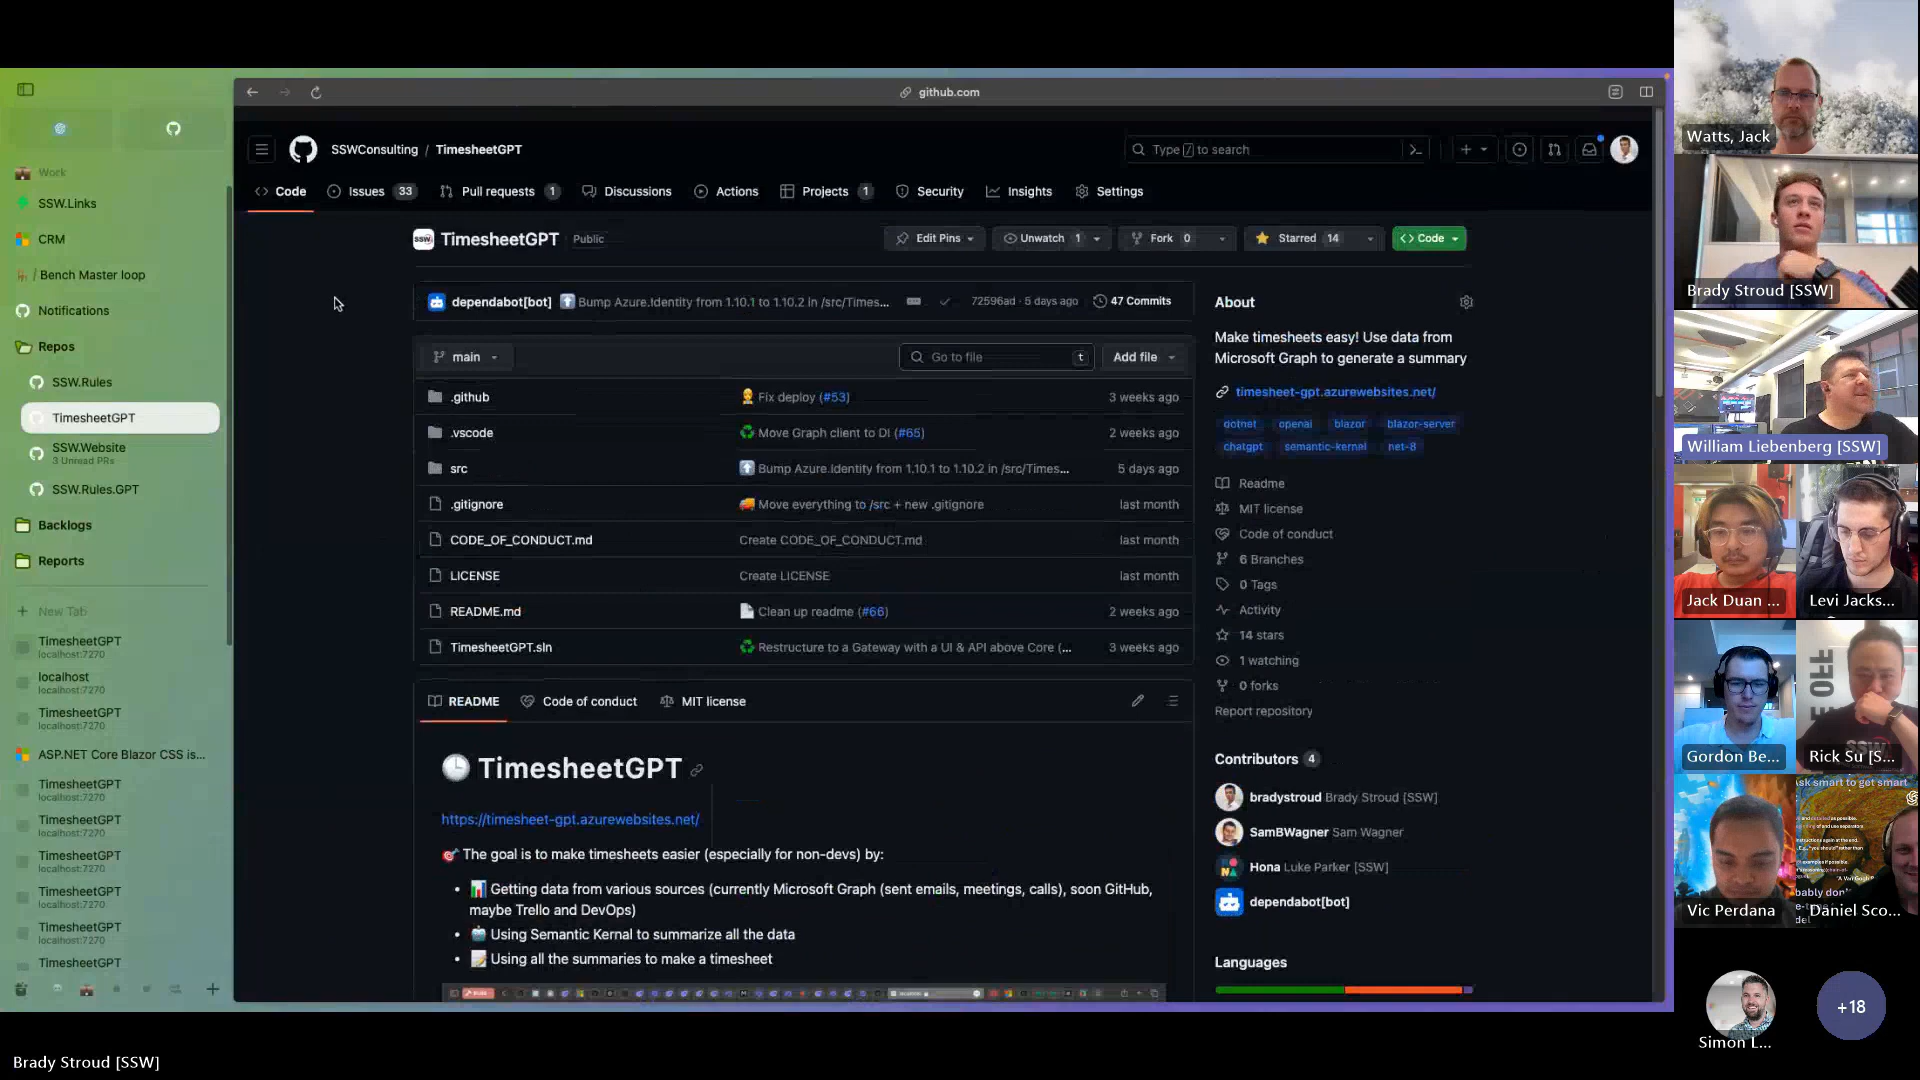 github.com
Work
SSW.Links
CRM
/ Bench Master loop
Notifications
Repos
SSW.Rules
TimesheetGPT
SSW.Website
3 Unread PRs
SSW.Rules.GPT
Backlogs
Reports
+ New Tab
TimesheetGPT
localhost:7270
localhost
localhost:7270
TimesheetGPT
localhost:7270
ASP.NET Core Blazor CSS is...
TimesheetGPT
localhost:7270
TimesheetGPT
localhost:7270
TimesheetGPT
localhost:7270
TimesheetGPT
localhost:7270
TimesheetGPT
localhost:7270
TimesheetGPT
SSWConsulting / TimesheetGPT
Type / to search
Code
Issues 33
Pull requests 1
Discussions
Actions
Projects 1
Security
Insights
Settings
SSW TimesheetGPT Public
Edit Pins
Unwatch 1
Fork 0
Starred 14
<> Code
dependabot[bot] Bump Azure.Identity from 1.10.1 to 1.10.2 in /src/Times... 72596ad · 5 days ago 47 Commits
main
Go to file t
Add file
.github Fix deploy (#53) 3 weeks ago
.vscode Move Graph client to DI (#65) 2 weeks ago
src Bump Azure.Identity from 1.10.1 to 1.10.2 in /src/Times... 5 days ago
.gitignore Move everything to /src + new .gitignore last month
CODE_OF_CONDUCT.md Create CODE_OF_CONDUCT.md last month
LICENSE Create LICENSE last month
README.md Clean up readme (#66) 2 weeks ago
TimesheetGPT.sln Restructure to a Gateway with a UI & API above Core (... 3 weeks ago
README
Code of conduct
MIT license
TimesheetGPT
https://timesheet-gpt.azurewebsites.net/
The goal is to make timesheets easier (especially for non-devs) by:
• Getting data from various sources (currently Microsoft Graph (sent emails, meetings, calls), soon GitHub,
maybe Trello and DevOps)
• Using Semantic Kernel to summarize all the data
• Using all the summaries to make a timesheet
About
Make timesheets easy! Use data from
Microsoft Graph to generate a summary
timesheet-gpt.azurewebsites.net/
dotnet openai blazor blazor-server
chatgpt semantic-kernel net-8
Readme
MIT license
Code of conduct
6 Branches
0 Tags
Activity
14 stars
1 watching
0 forks
Report repository
Contributors 4
bradystroud Brady Stroud [SSW]
SamBWagner Sam Wagner
Hona Luke Parker [SSW]
dependabot[bot]
Languages
Watts, Jack
Brady Stroud [SSW]
William Liebenberg [SSW]
Jack Duan ...
Levi Jacks...
Gordon Be...
Rick Su [S...
Ask smart to get smart
Vic Perdana
Daniel Sco...
Simon L...
+18
Brady Stroud [SSW]